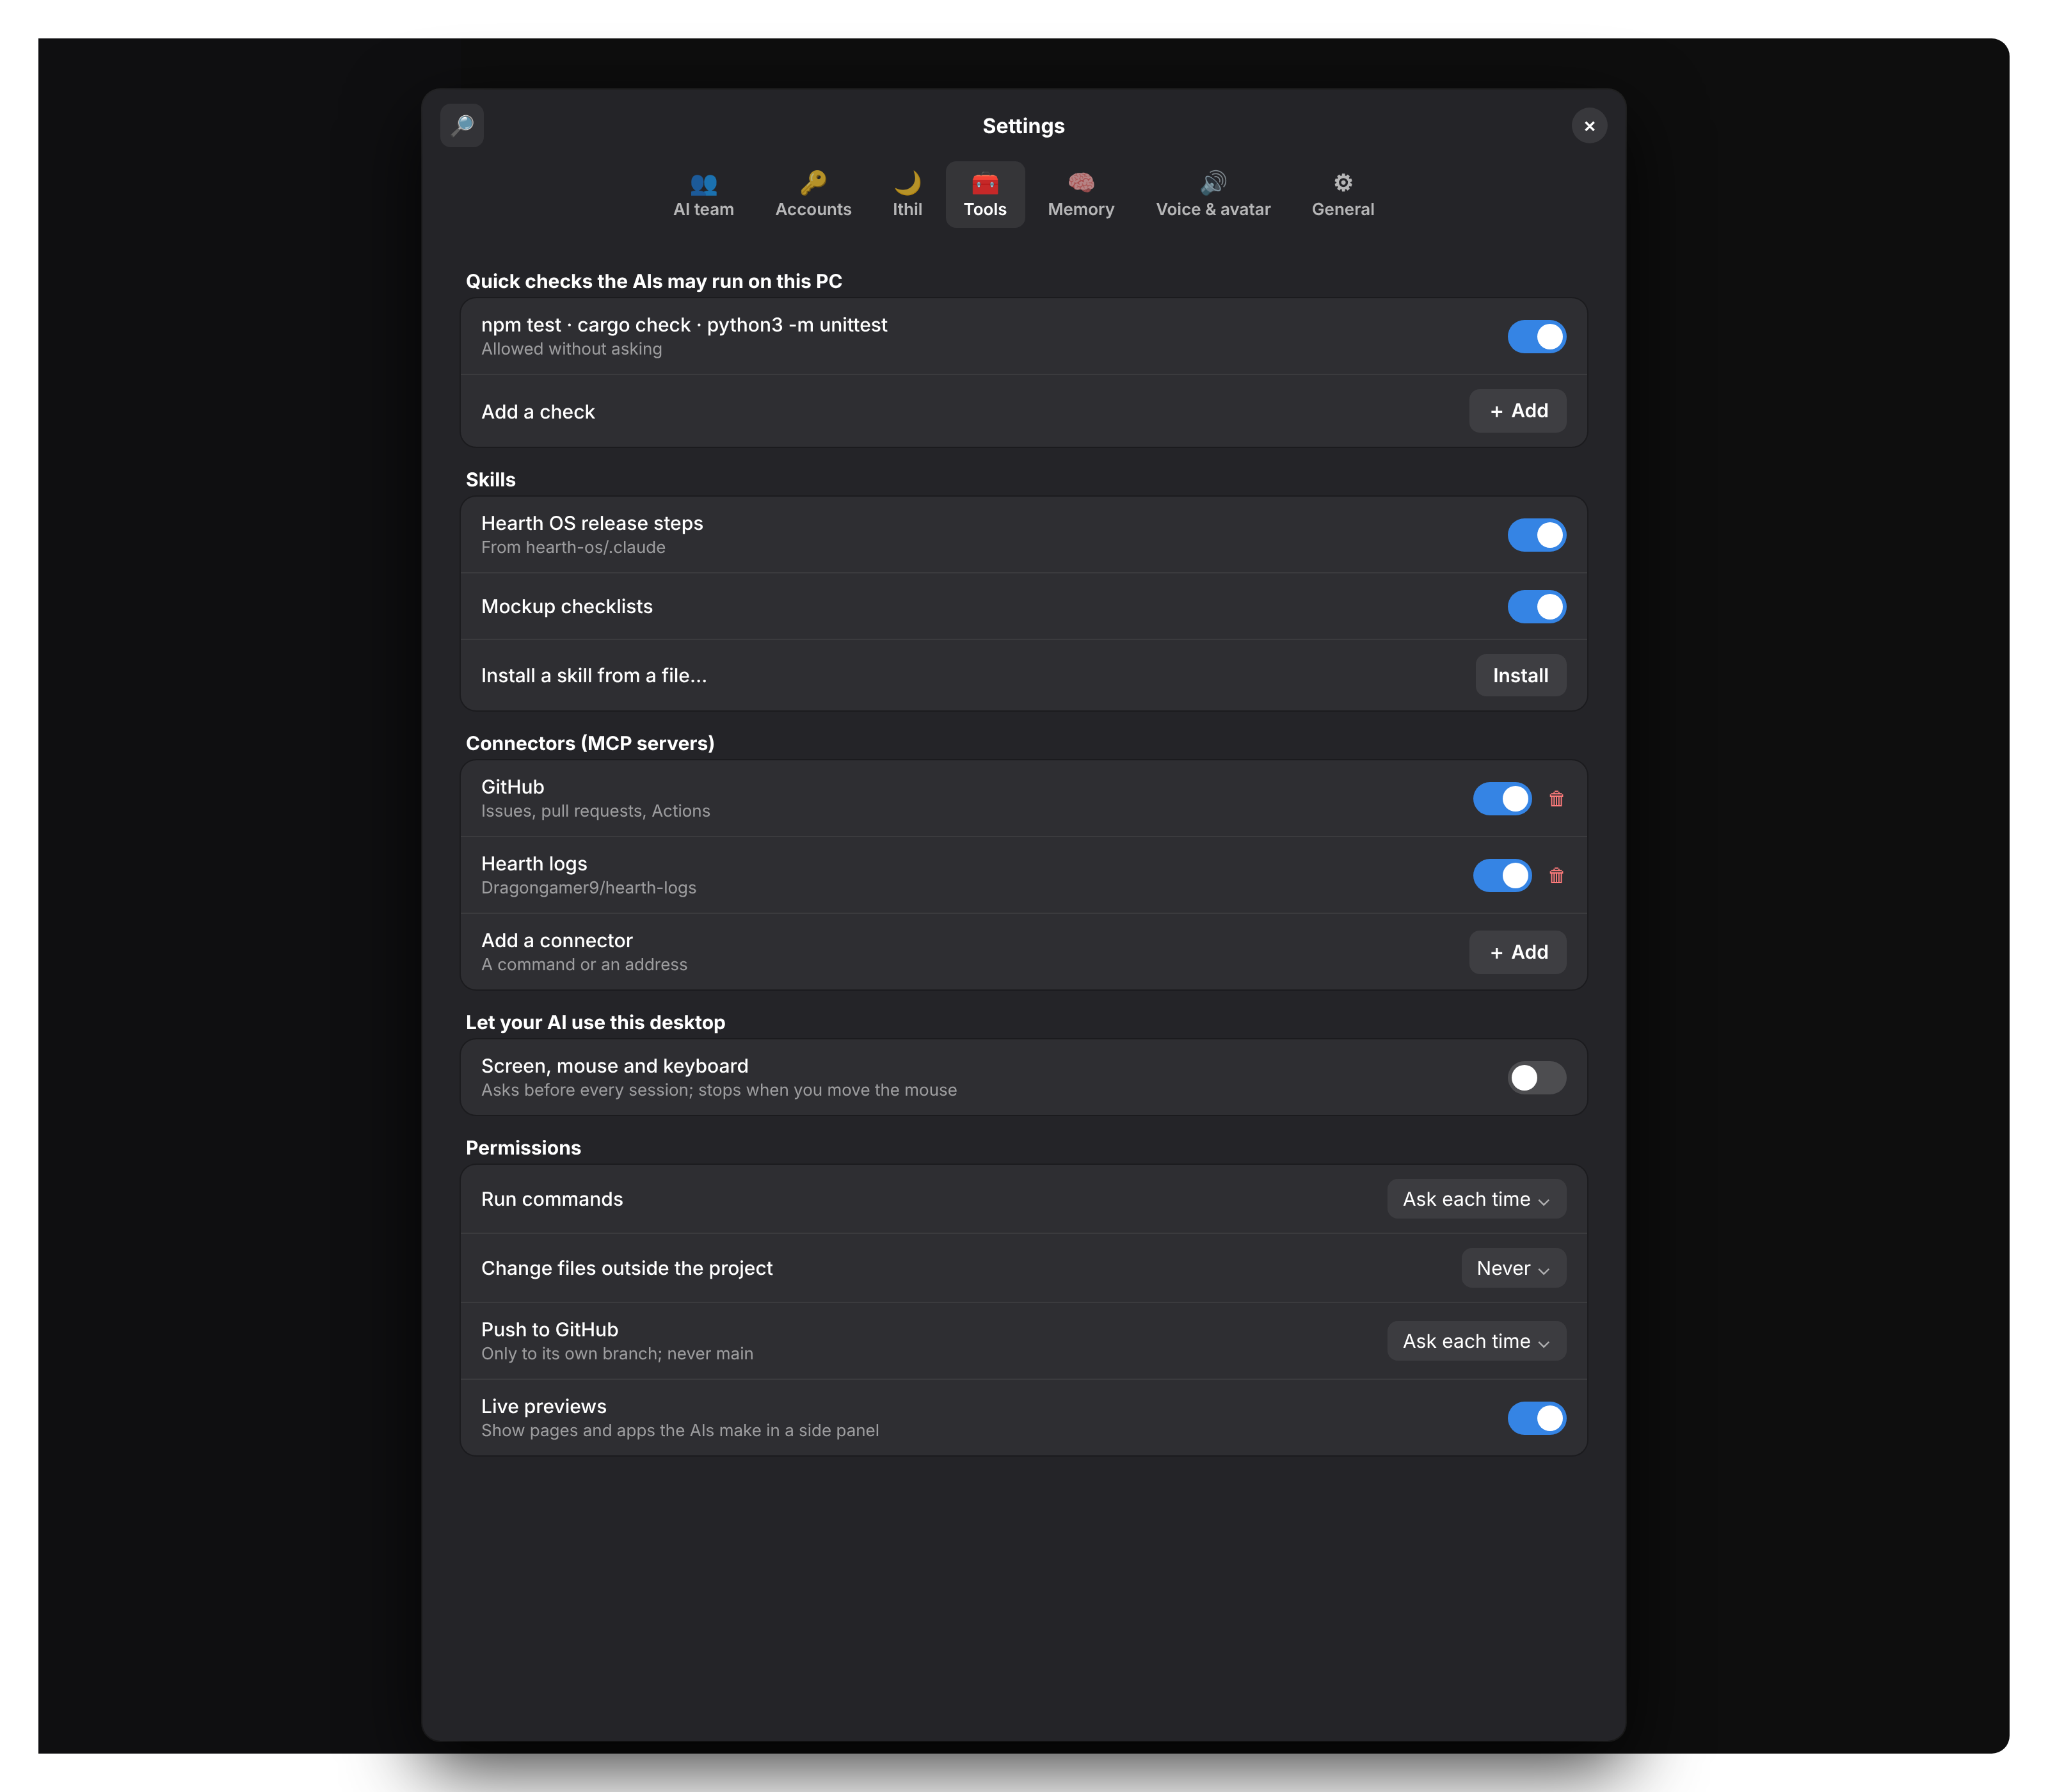 Settings
AI team
Accounts
Ithil
Tools
Memory
Voice & avatar
General
Quick checks the AIs may run on this PC
npm test · cargo check · python3 -m unittest
Allowed without asking
Add a check
+ Add
Skills
Hearth OS release steps
From hearth-os/.claude
Mockup checklists
Install a skill from a file...
Install
Connectors (MCP servers)
GitHub
Issues, pull requests, Actions
Hearth logs
Dragongamer9/hearth-logs
Add a connector
A command or an address
+ Add
Let your AI use this desktop
Screen, mouse and keyboard
Asks before every session; stops when you move the mouse
Permissions
Run commands
Ask each time
Change files outside the project
Never
Push to GitHub
Only to its own branch; never main
Ask each time
Live previews
Show pages and apps the AIs make in a side panel